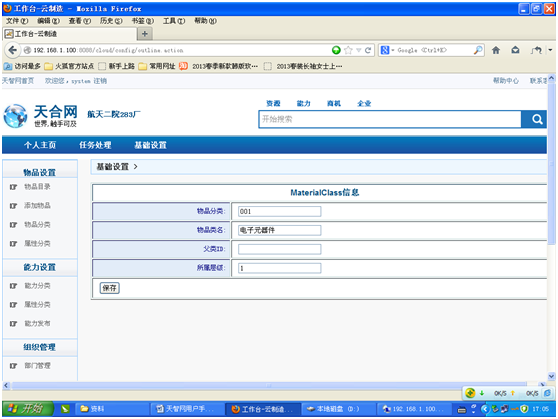 工作台-云制造 - Mozilla Firefox
文件(F) 编辑(E) 查看(V) 历史(S) 书签(B) 工具(T) 帮助(H)
工作台-云制造
192.168.1.100:8080/cloud/config/outline.action
Google <Ctrl+K>
访问最多 火狐官方站点 新手上路 常用网址 2013春季新款韩版欧… 2013春装长袖女士上…
天智网首页 欢迎您，system 注销 帮助中心 联系客
天合网
世界,触手可及
航天二院283厂
资源 能力 商机 企业
开始搜索
个人主页 任务处理 基础设置
物品设置
物品目录
添加物品
物品分类
属性分类
能力设置
能力分类
属性分类
能力发布
组织管理
部门管理
基础设置 >
MaterialClass信息
物品分类: 001
物品类名: 电子元器件
父类ID:
所属层级: 1
保存
0K/S 0K/S
开始 资料 天智网用户手... 工作台-云制造... 本地磁盘 (D:) 192.168.1.100... 17:05